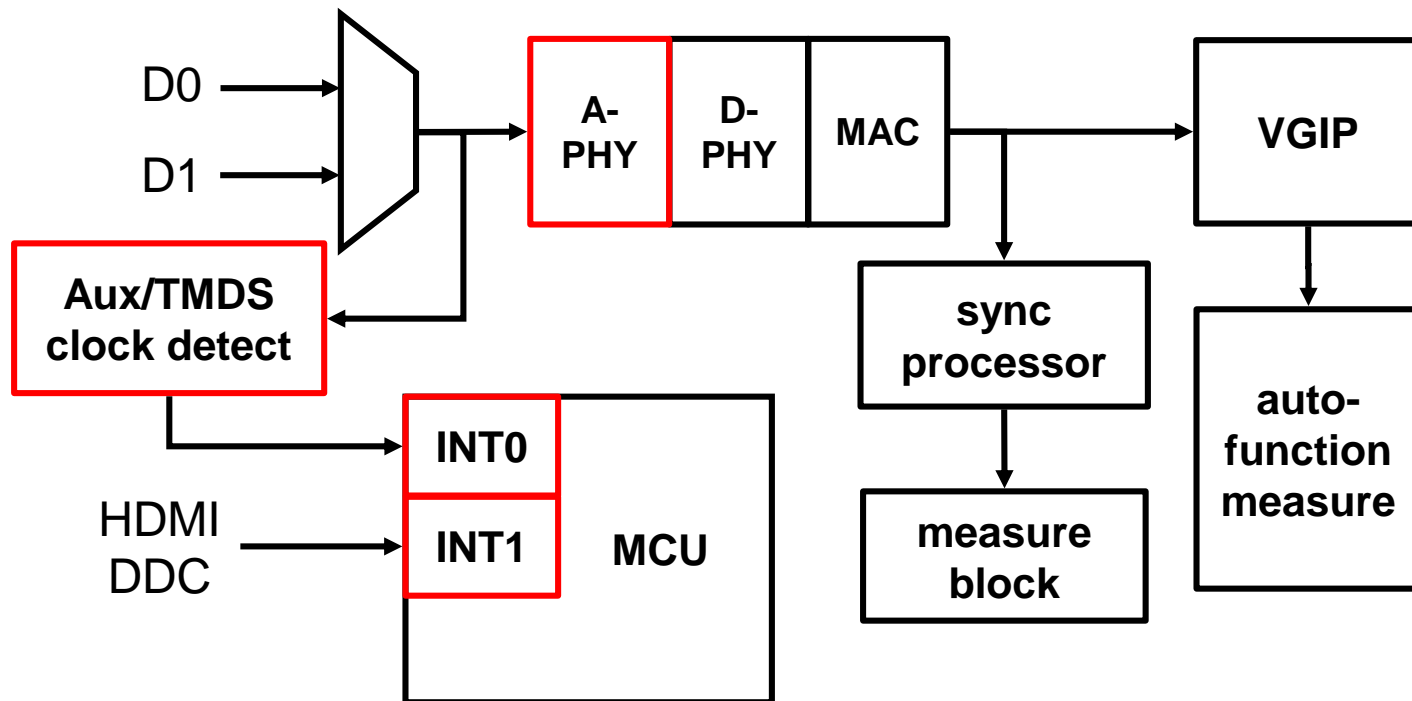 D0
D1
A-
PHY
D-
PHY
MAC
VGIP
Aux/TMDS
clock detect
sync
processor
auto-
function
measure
INT0
INT1
MCU
HDMI
DDC
measure
block